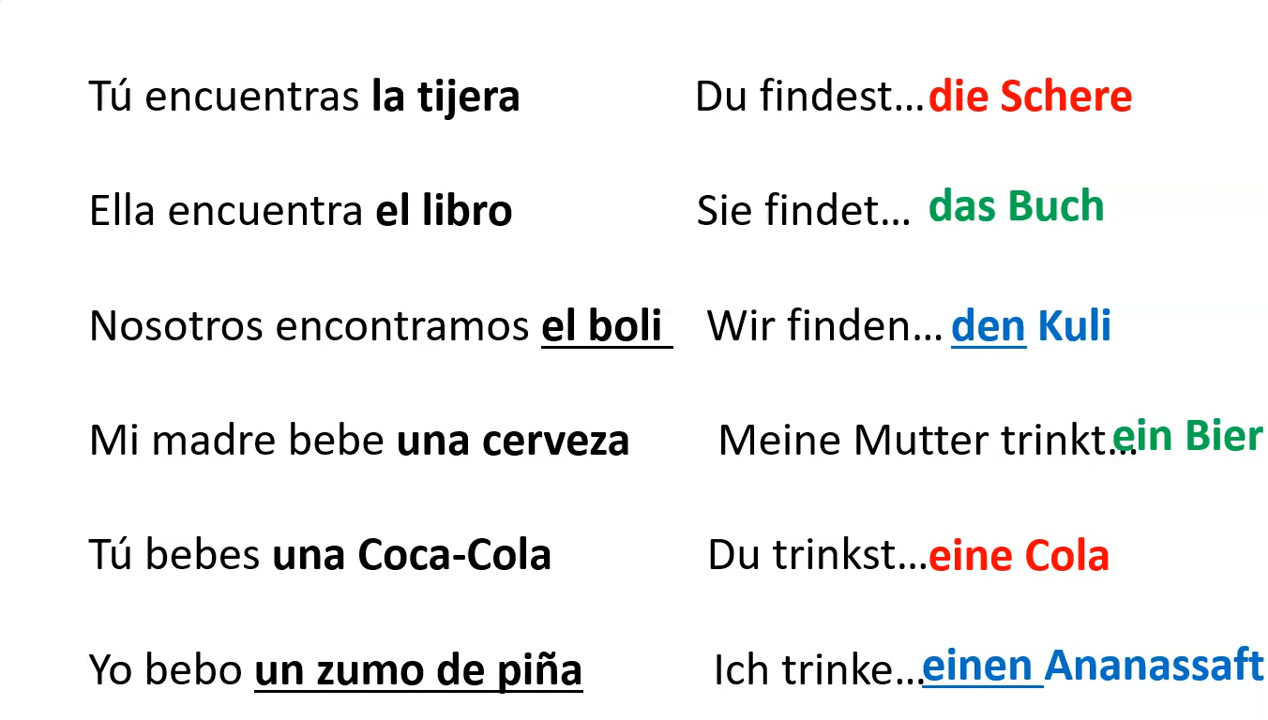 Tú encuentras la tijera Du findest…die Schere
Ella encuentra el libro Sie findet… das Buch
Nosotros encontramos el boli Wir finden… den Kuli
Mi madre bebe una cerveza Meine Mutter trinkt…ein Bier
Tú bebes una Coca-Cola Du trinkst…eine Cola
Yo bebo un zumo de piña Ich trinke…einen Ananassaft